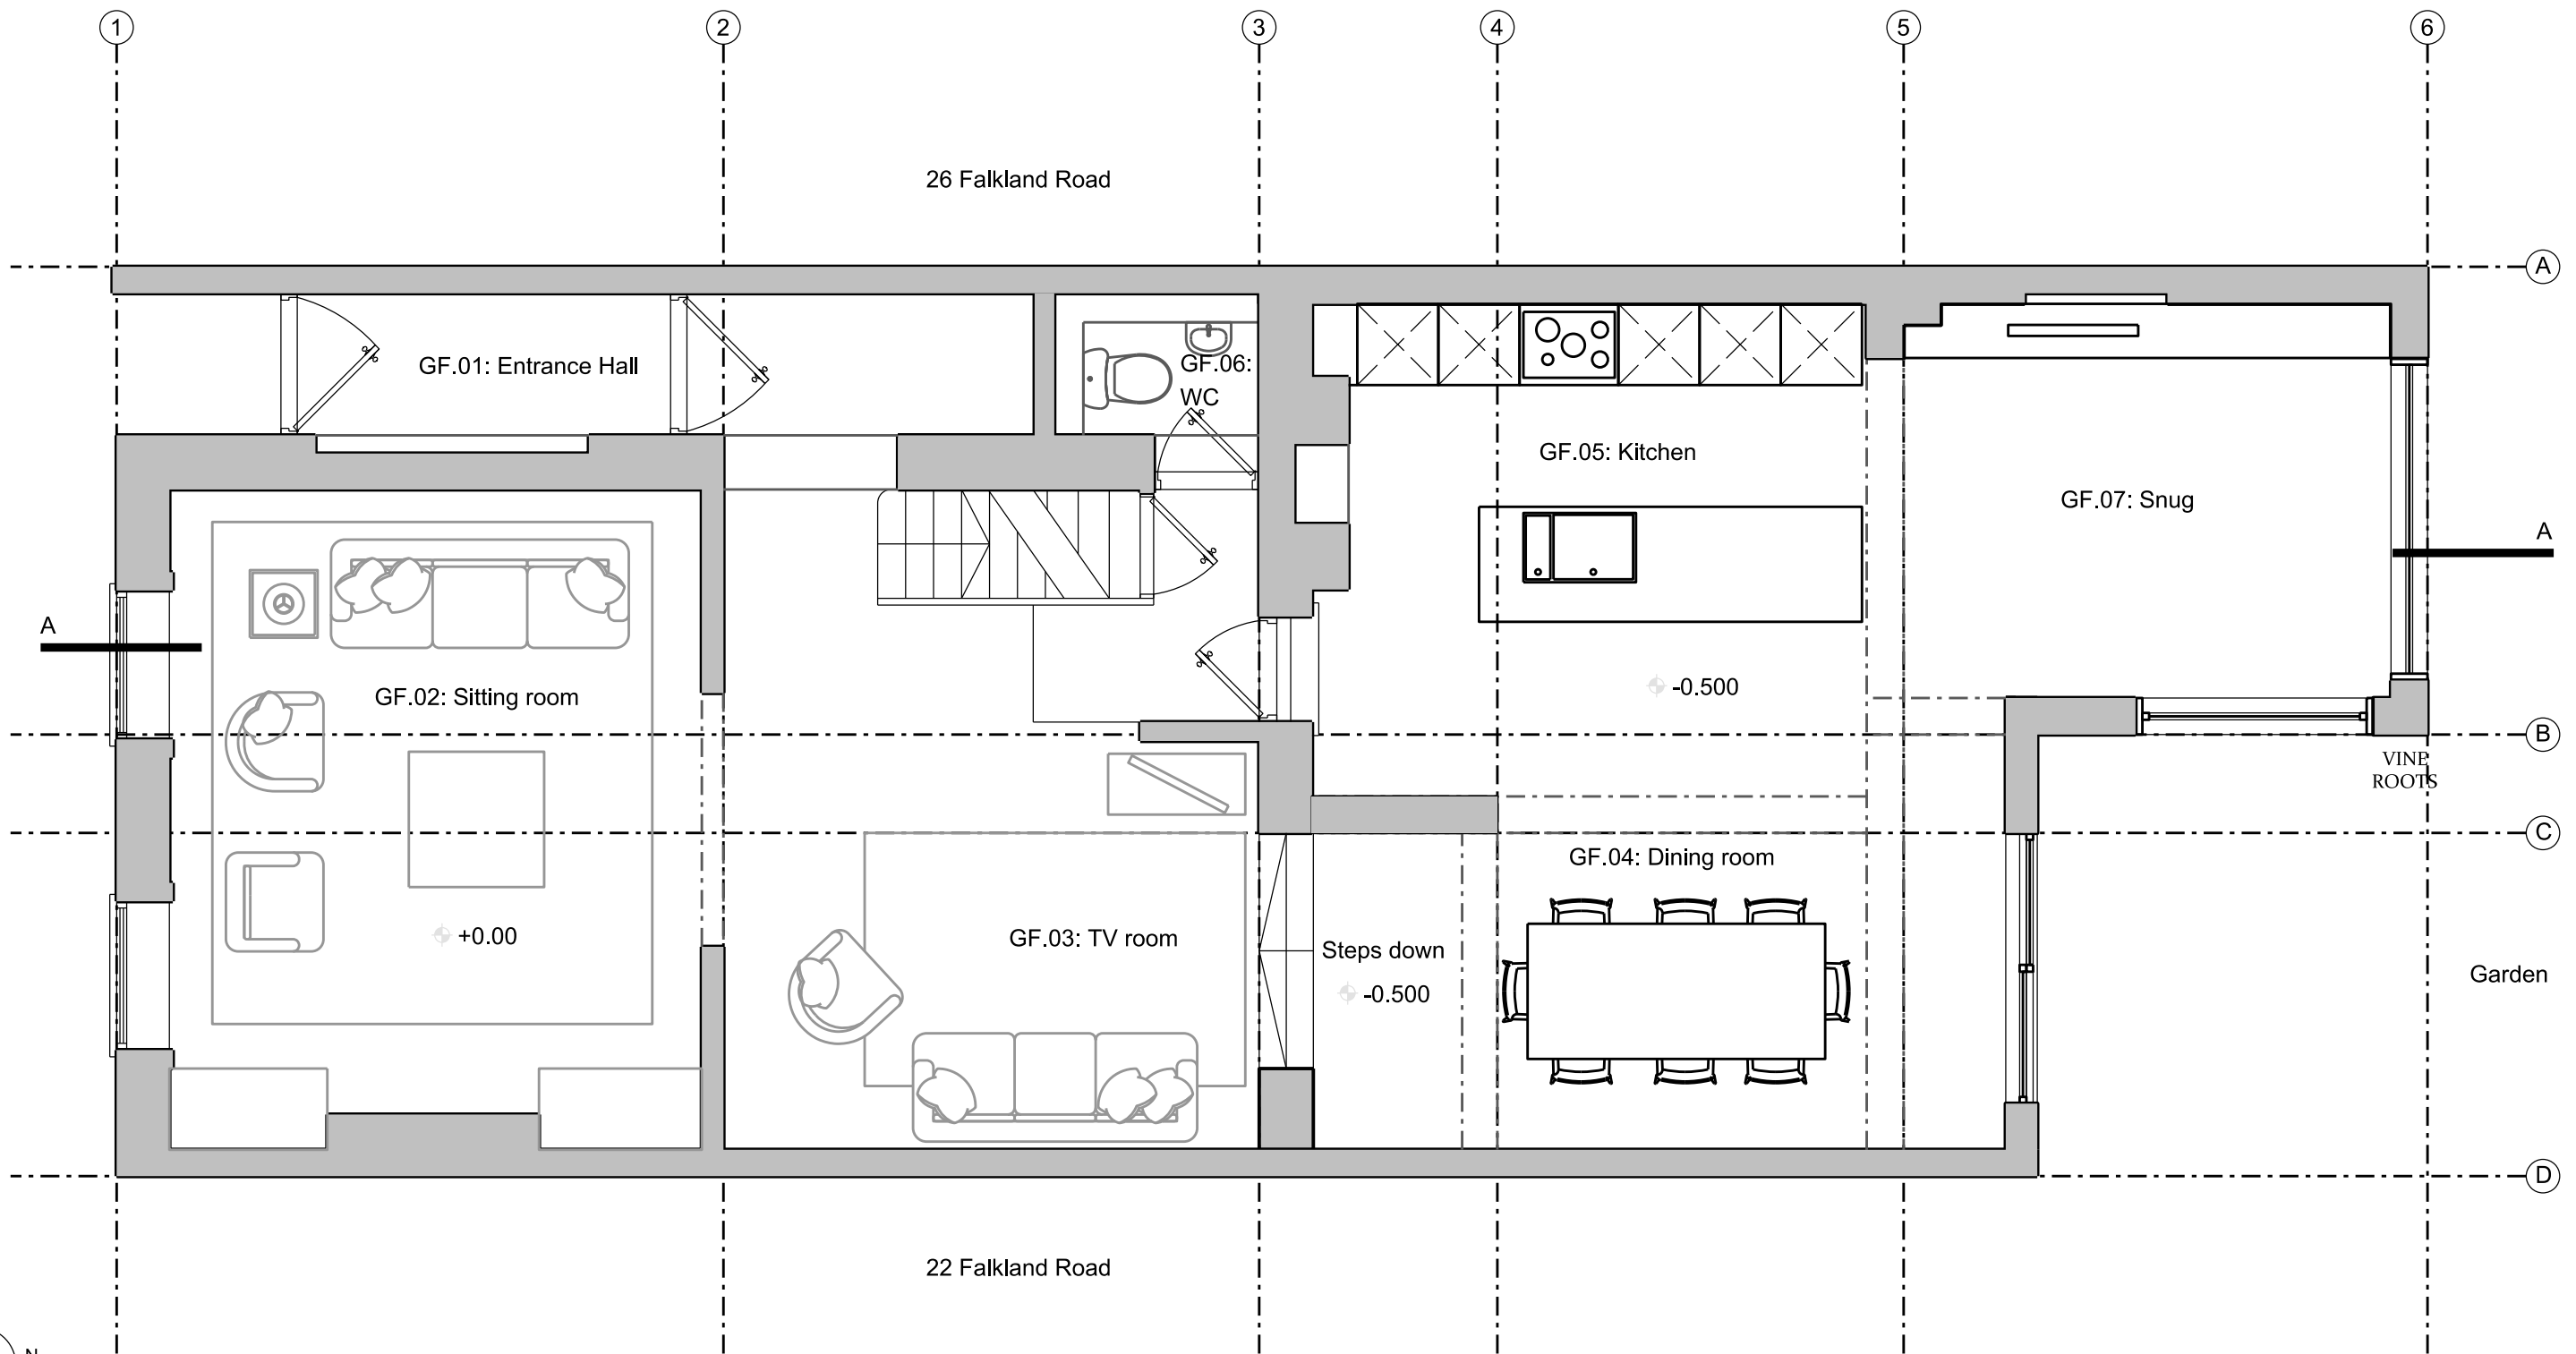 1
2
3
4
5
6
26 Falkland Road
A
GF.01: Entrance Hall
GF.06:
WC
GF.05: Kitchen
GF.07: Snug
A
A
GF.02: Sitting room
-0.500
B
VINE
ROOTS
C
GF.04: Dining room
+0.00
GF.03: TV room
Steps down
-0.500
Garden
D
22 Falkland Road
N